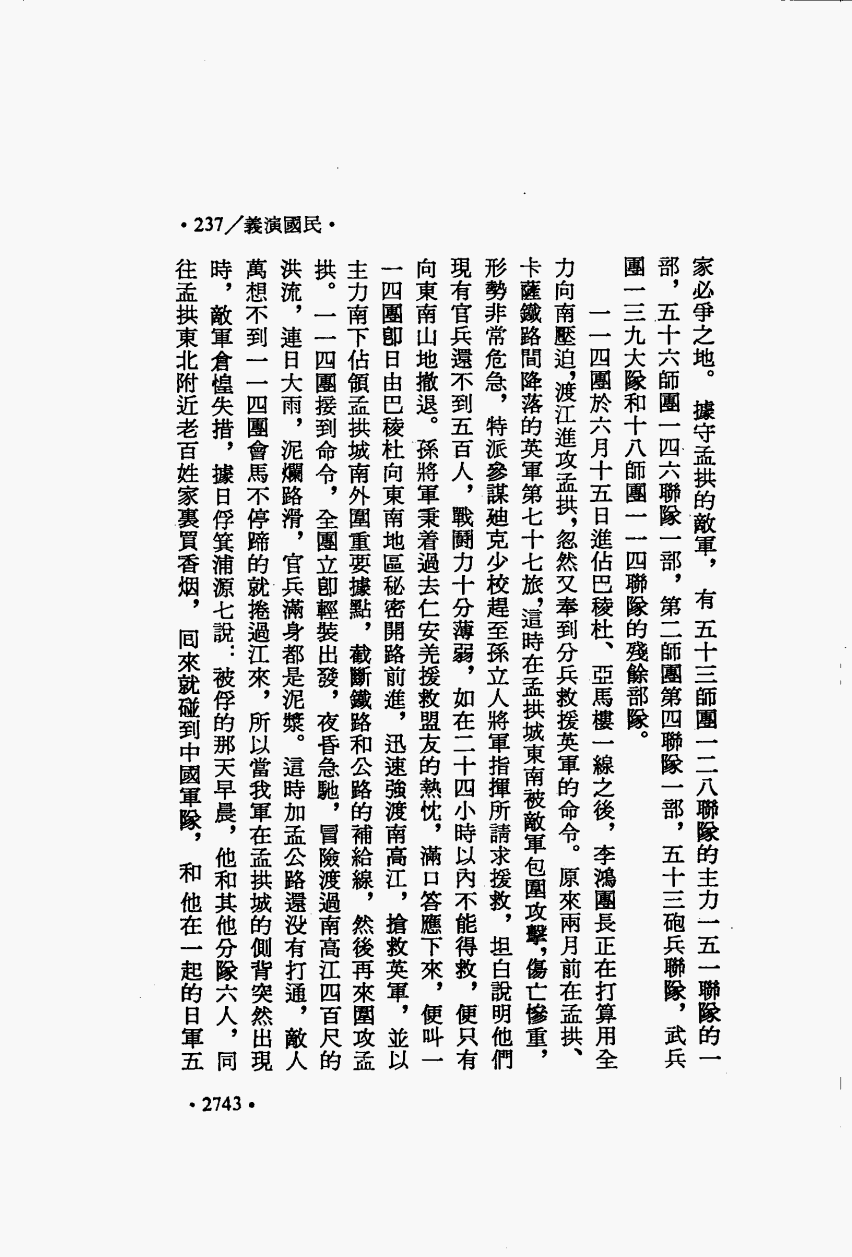 •237／義演國民•
家必爭之地。據守孟拱的敵軍，有五十三師團一二八聯隊的主力一五一聯隊的一
部，五十六師團一四六聯隊一部，第二師團第四聯隊一部，五十三砲兵聯隊，武兵
團一三九大隊和十八師團一一四聯隊的殘餘部隊。
一一四團於六月十五日進佔巴稜杜、亞馬樓一線之後，李鴻團長正在打算用全
力向南壓迫，渡江進攻孟拱，忽然又奉到分兵救援英軍的命令。原來兩月前在孟拱、
卡薩鐵路間降落的英軍第七十七旅，這時在孟拱城東南被敵軍包圍攻擊，傷亡慘重，
形勢非常危急，特派參謀廸克少校趕至孫立人將軍指揮所請求援救，坦白說明他們
現有官兵還不到五百人，戰鬪力十分薄弱，如在二十四小時以內不能得救，便只有
向東南山地撤退。孫將軍秉着過去仁安羌援救盟友的熱忱，滿口答應下來，便叫一
一四團卽日由巴稜杜向東南地區秘密開路前進，迅速強渡南高江，搶救英軍，並以
主力南下佔領孟拱城南外圍重要據點，截斷鐵路和公路的補給線，然後再來圍攻孟
拱。一一四團接到命令，全團立卽輕裝出發，夜昏急馳，冒險渡過南高江四百尺的
洪流，連日大雨，泥爛路滑，官兵滿身都是泥漿。這時加孟公路還没有打通，敵人
萬想不到一一四團會馬不停蹄的就捲過江來，所以當我軍在孟拱城的側背突然出現
時，敵軍倉惶失措，據日俘箕浦源七說：被俘的那天早晨，他和其他分隊六人，同
往孟拱東北附近老百姓家裏買香烟，囘來就碰到中國軍隊，和他在一起的日軍五
•2743•